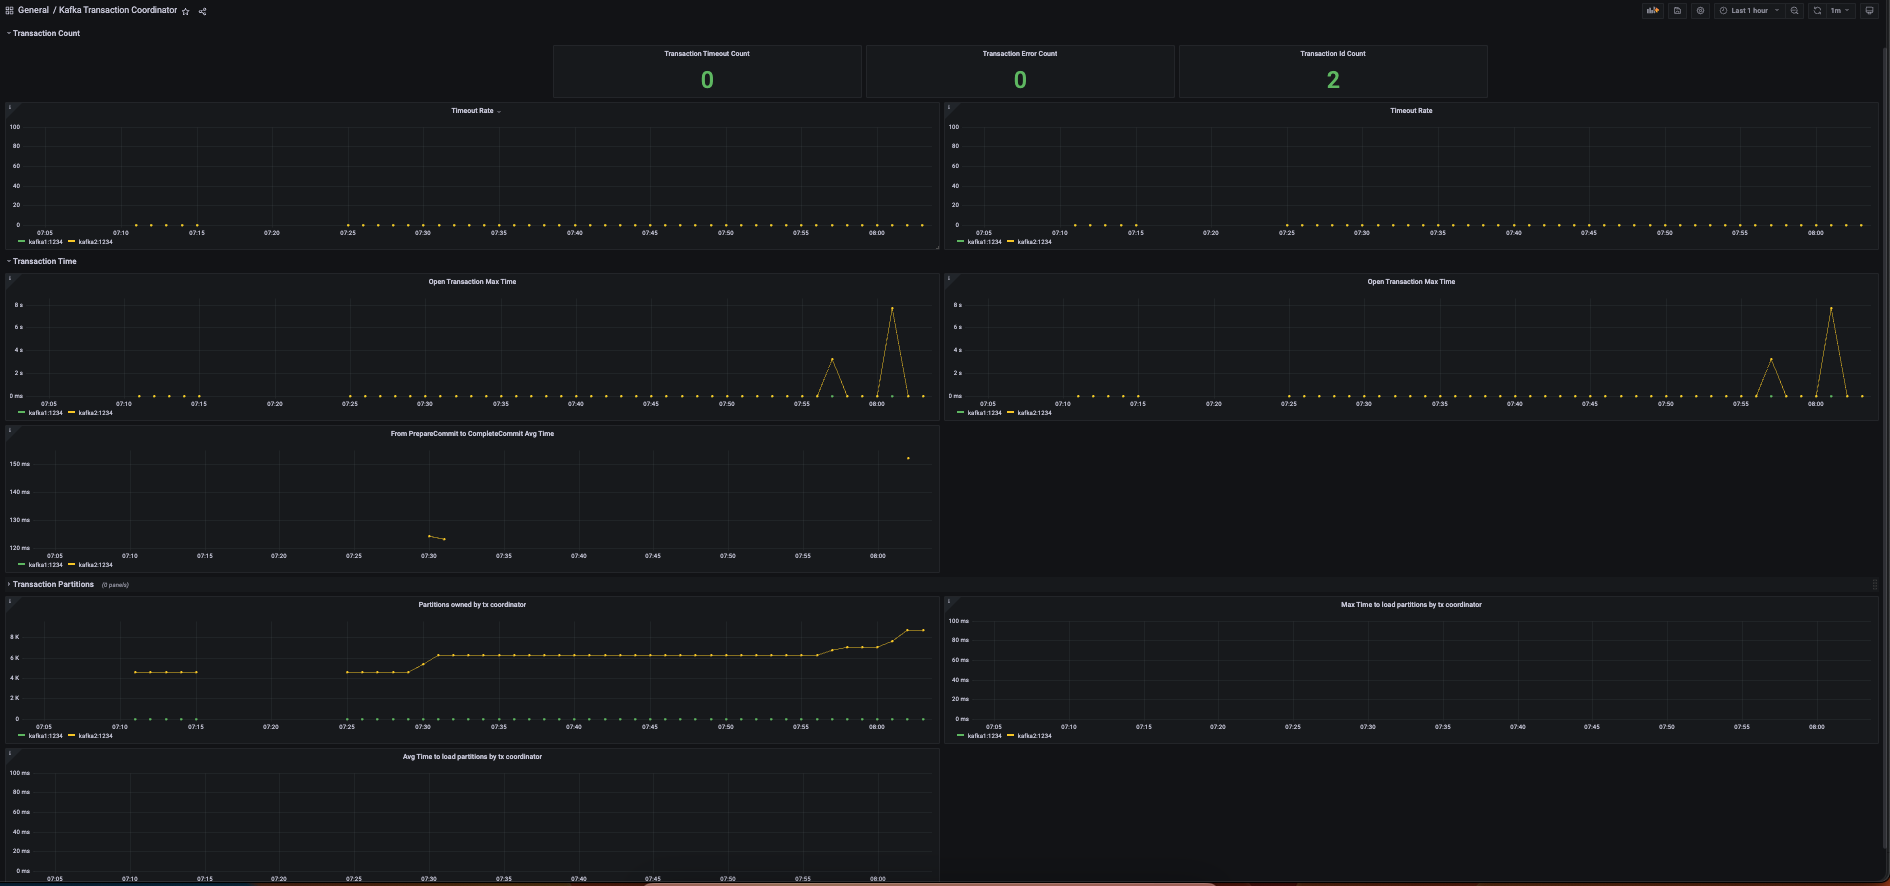 General / Kafka Transaction Coordinator
Last 1 hour
1m
Transaction Count
Transaction Timeout Count
0
Transaction Error Count
0
Transaction Id Count
2
Timeout Rate
100
80
60
40
20
0
07:05 07:10 07:15 07:20 07:25 07:30 07:35 07:40 07:45 07:50 07:55 08:00
kafka1:1234 kafka2:1234
Timeout Rate
100
80
60
40
20
0
07:05 07:10 07:15 07:20 07:25 07:30 07:35 07:40 07:45 07:50 07:55 08:00
kafka1:1234 kafka2:1234
Transaction Time
Open Transaction Max Time
8 s
6 s
4 s
2 s
0 ms
07:05 07:10 07:15 07:20 07:25 07:30 07:35 07:40 07:45 07:50 07:55 08:00
kafka1:1234 kafka2:1234
Open Transaction Max Time
8 s
6 s
4 s
2 s
0 ms
07:05 07:10 07:15 07:20 07:25 07:30 07:35 07:40 07:45 07:50 07:55 08:00
kafka1:1234 kafka2:1234
From PrepareCommit to CompleteCommit Avg Time
150 ms
140 ms
130 ms
120 ms
07:05 07:10 07:15 07:20 07:25 07:30 07:35 07:40 07:45 07:50 07:55 08:00
kafka1:1234 kafka2:1234
Transaction Partitions (0 panels)
Partitions owned by tx coordinator
8 K
6 K
4 K
2 K
0
07:05 07:10 07:15 07:20 07:25 07:30 07:35 07:40 07:45 07:50 07:55 08:00
kafka1:1234 kafka2:1234
Max Time to load partitions by tx coordinator
100 ms
80 ms
60 ms
40 ms
20 ms
0 ms
07:05 07:10 07:15 07:20 07:25 07:30 07:35 07:40 07:45 07:50 07:55 08:00
kafka1:1234 kafka2:1234
Avg Time to load partitions by tx coordinator
100 ms
80 ms
60 ms
40 ms
20 ms
0 ms
07:05 07:10 07:15 07:20 07:25 07:30 07:35 07:40 07:45 07:50 07:55 08:00